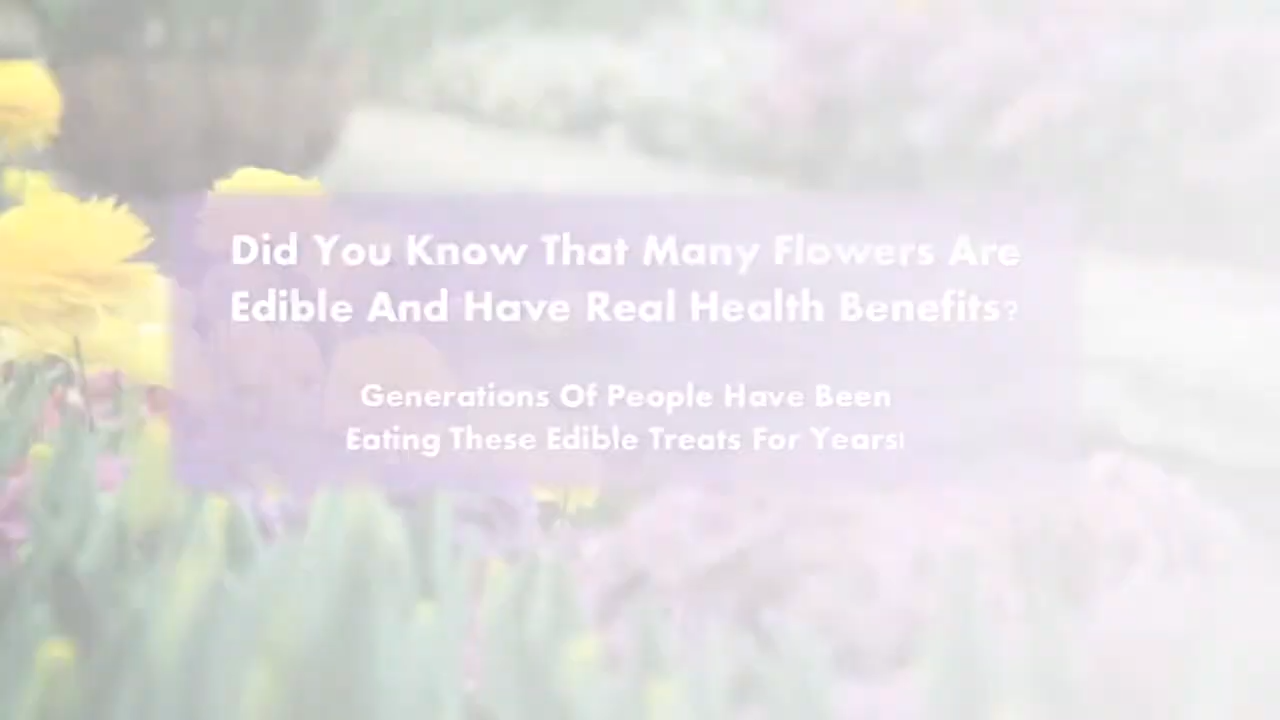 Did You Know That Many Flowers Are
Edible And Have Real Health Benefits?
Generations Of People Have Been
Eating These Edible Treats For Years!